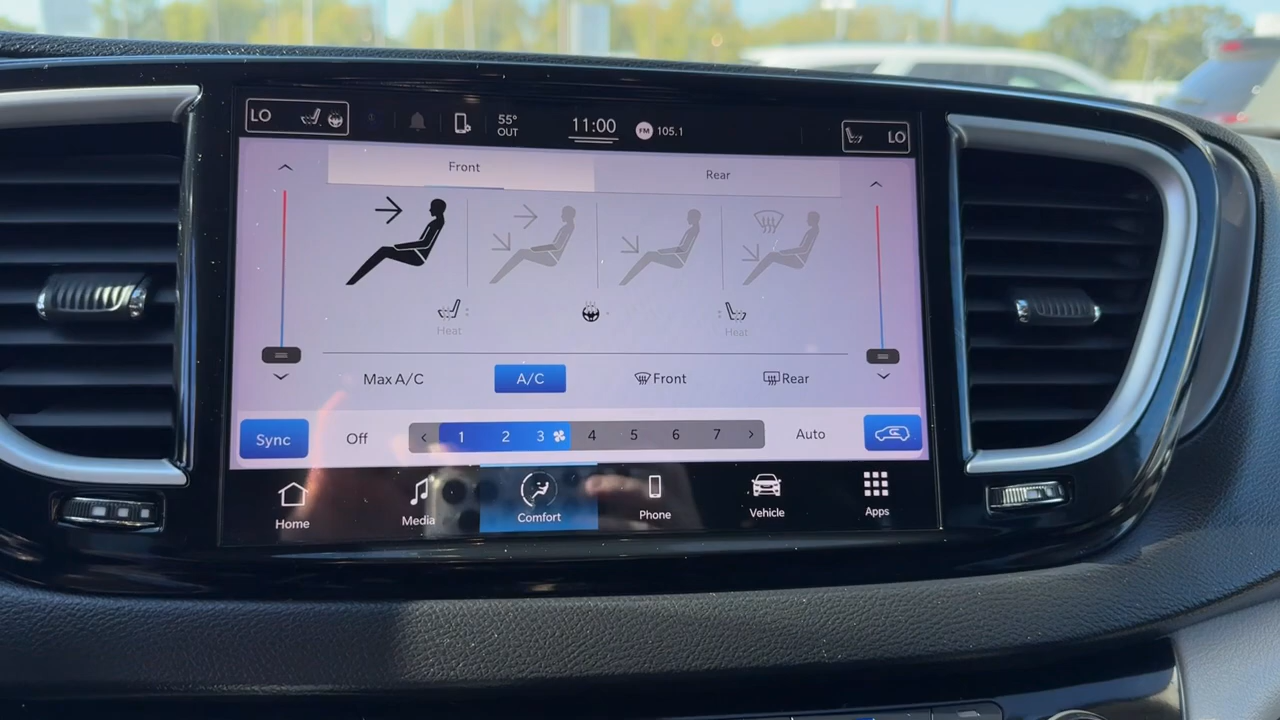 LO
55°
OUT
11:00
FM 105.1
LO
Front
Rear
Heat
Heat
Max A/C
A/C
Front
Rear
Sync
Off
1 2 3 4 5 6 7
Auto
Home
Media
Comfort
Phone
Vehicle
Apps